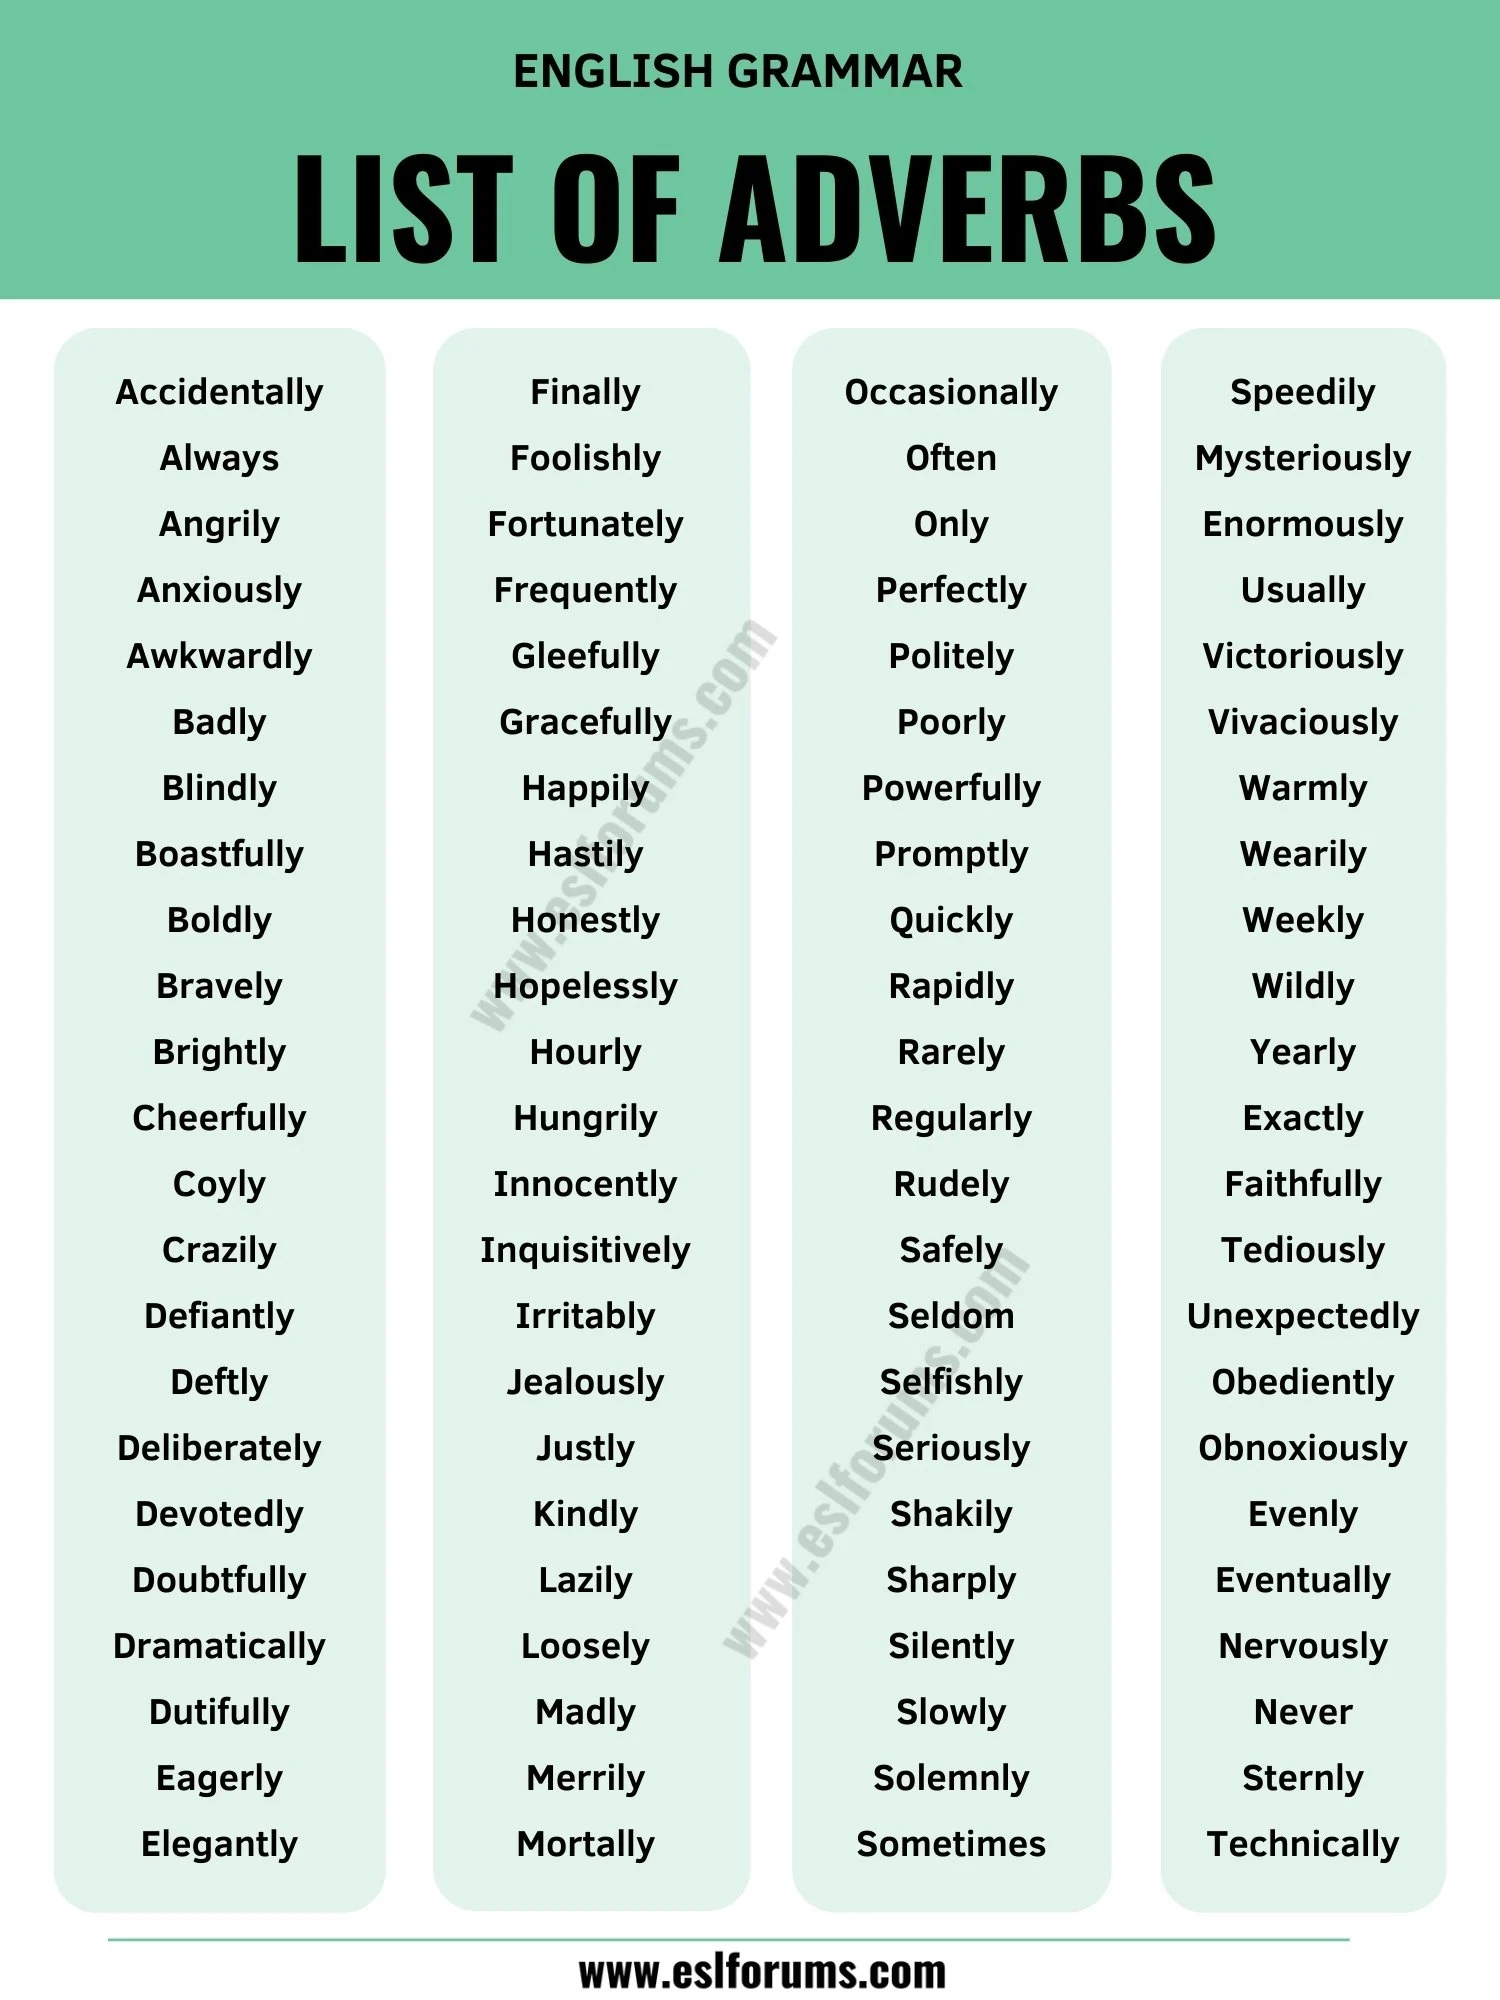 ENGLISH GRAMMAR
LIST OF ADVERBS
Accidentally
Always
Angrily
Anxiously
Awkwardly
Badly
Blindly
Boastfully
Boldly
Bravely
Brightly
Cheerfully
Coyly
Crazily
Defiantly
Deftly
Deliberately
Devotedly
Doubtfully
Dramatically
Dutifully
Eagerly
Elegantly
Finally
Foolishly
Fortunately
Frequently
Gleefully
Gracefully
Happily
Hastily
Honestly
Hopelessly
Hourly
Hungrily
Innocently
Inquisitively
Irritably
Jealously
Justly
Kindly
Lazily
Loosely
Madly
Merrily
Mortally
Occasionally
Often
Only
Perfectly
Politely
Poorly
Powerfully
Promptly
Quickly
Rapidly
Rarely
Regularly
Rudely
Safely
Seldom
Selfishly
Seriously
Shakily
Sharply
Silently
Slowly
Solemnly
Sometimes
Speedily
Mysteriously
Enormously
Usually
Victoriously
Vivaciously
Warmly
Wearily
Weekly
Wildly
Yearly
Exactly
Faithfully
Tediously
Unexpectedly
Obediently
Obnoxiously
Evenly
Eventually
Nervously
Never
Sternly
Technically
www.eslforums.com
www.eslforums.com
www.eslforums.com